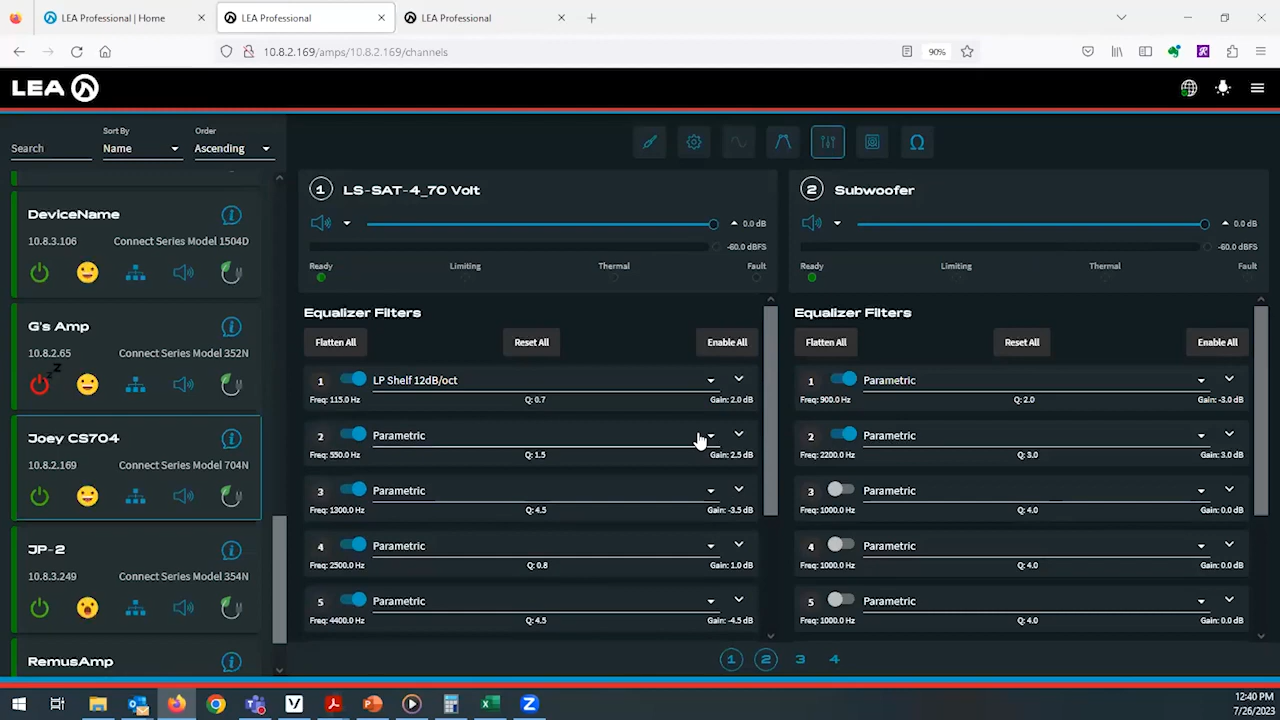 LEA Professional | Home
LEA Professional
LEA Professional
10.8.2.169/amps/10.8.2.169/channels
90%
LEA
Search
Sort By
Name
Order
Ascending
DeviceName
10.8.3.106 Connect Series Model 1504D
G's Amp
10.8.2.65 Connect Series Model 352N
z Z
Joey CS704
10.8.2.169 Connect Series Model 704N
JP-2
10.8.3.249 Connect Series Model 354N
RemusAmp
1 LS-SAT-4_70 Volt
0.0 dB
-60.0 dBFS
Ready Limiting Thermal Fault
Equalizer Filters
Flatten All Reset All Enable All
1 LP Shelf 12dB/oct
Freq: 115.0 Hz Q: 0.7 Gain: 2.0 dB
2 Parametric
Freq: 550.0 Hz Q: 1.5 Gain: 2.5 dB
3 Parametric
Freq: 1300.0 Hz Q: 4.5 Gain: -3.5 dB
4 Parametric
Freq: 2500.0 Hz Q: 0.8 Gain: 1.0 dB
5 Parametric
Freq: 4400.0 Hz Q: 4.5 Gain: -4.5 dB
2 Subwoofer
0.0 dB
-60.0 dBFS
Ready Limiting Thermal Fault
Equalizer Filters
Flatten All Reset All Enable All
1 Parametric
Freq: 900.0 Hz Q: 2.0 Gain: -3.0 dB
2 Parametric
Freq: 2200.0 Hz Q: 3.0 Gain: 3.0 dB
3 Parametric
Freq: 1000.0 Hz Q: 4.0 Gain: 0.0 dB
4 Parametric
Freq: 1000.0 Hz Q: 4.0 Gain: 0.0 dB
5 Parametric
Freq: 1000.0 Hz Q: 4.0 Gain: 0.0 dB
1 2 3 4
12:40 PM
7/26/2023